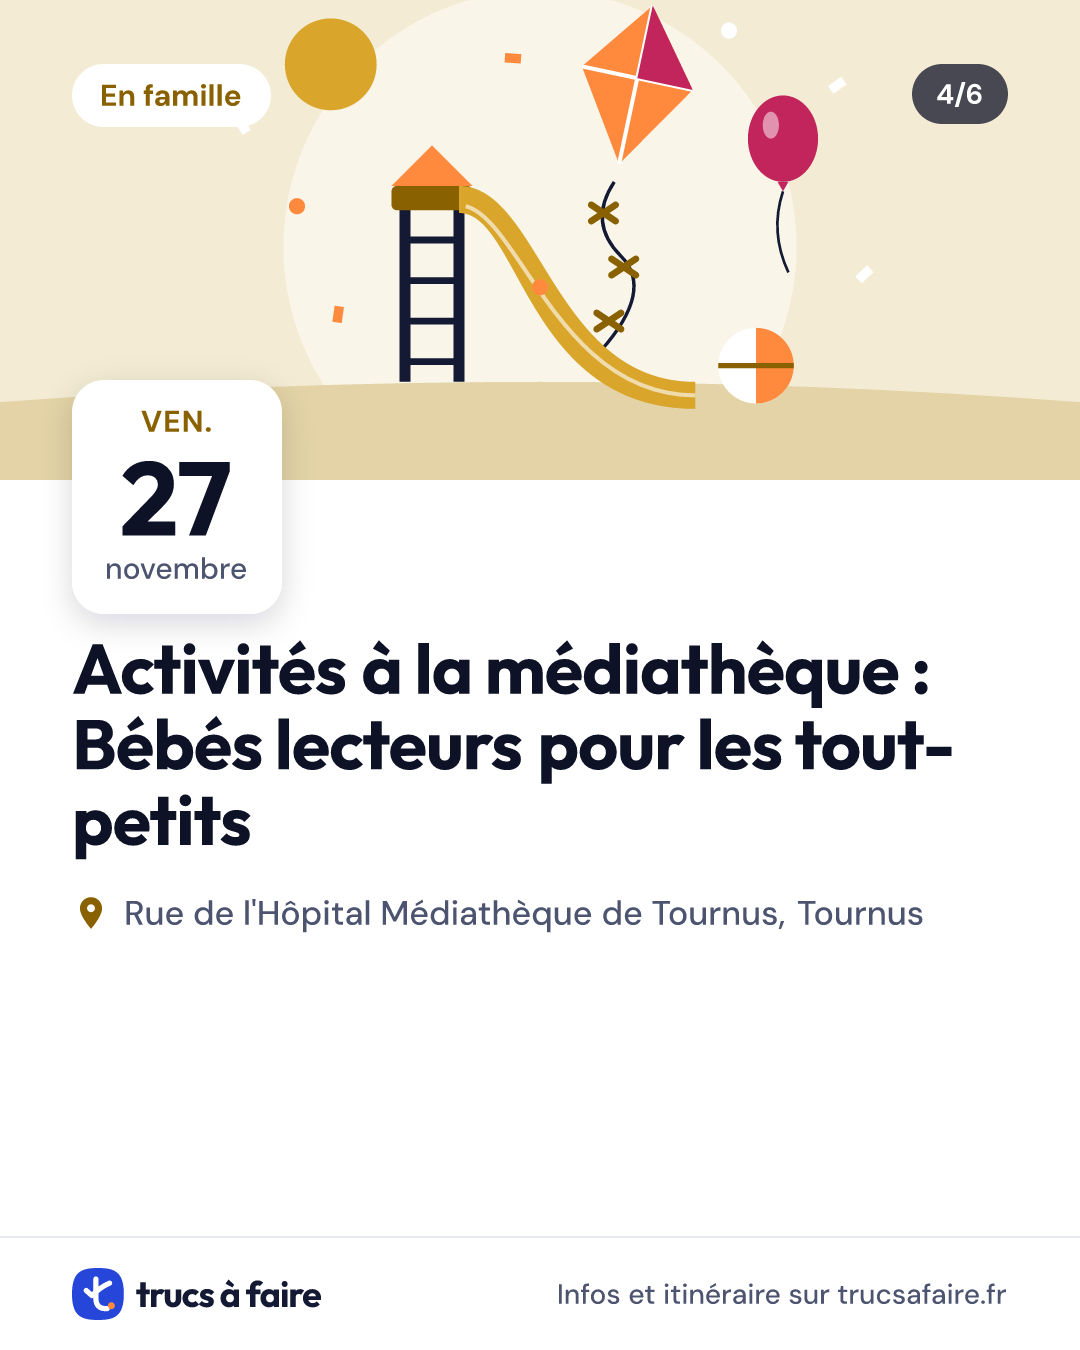 En famille
4/6
VEN.
27
novembre
Activités à la médiathèque :
Bébés lecteurs pour les tout-
petits
Rue de l'Hôpital Médiathèque de Tournus, Tournus
trucs à faire
Infos et itinéraire sur trucsafaire.fr